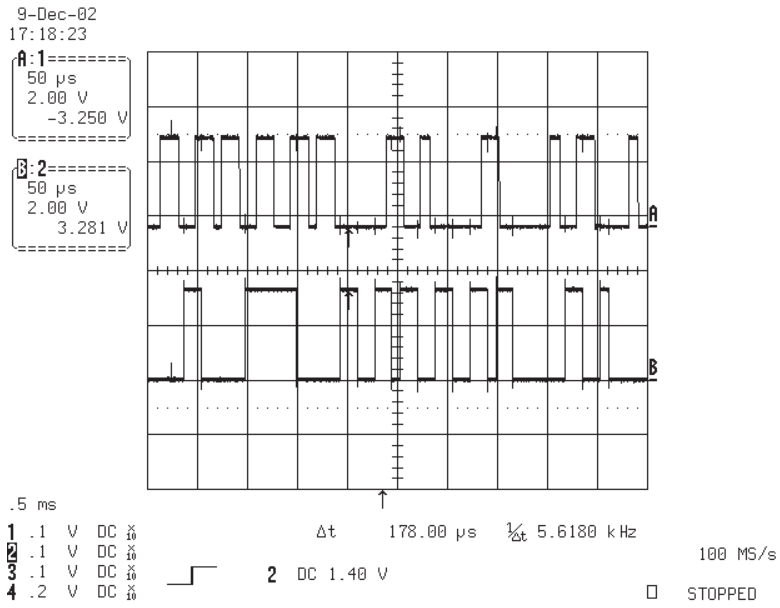 9-Dec-02
17:18:23
A:1
50 µs
2.00 V
-3.250 V
B:2
50 µs
2.00 V
3.281 V
A
B
.5 ms
1 .1 V DC X10
2 .1 V DC X10
3 .1 V DC X10
4 .2 V DC X10
Δt 178.00 µs 1/Δt 5.6180 kHz
2 DC 1.40 V
100 MS/s
STOPPED